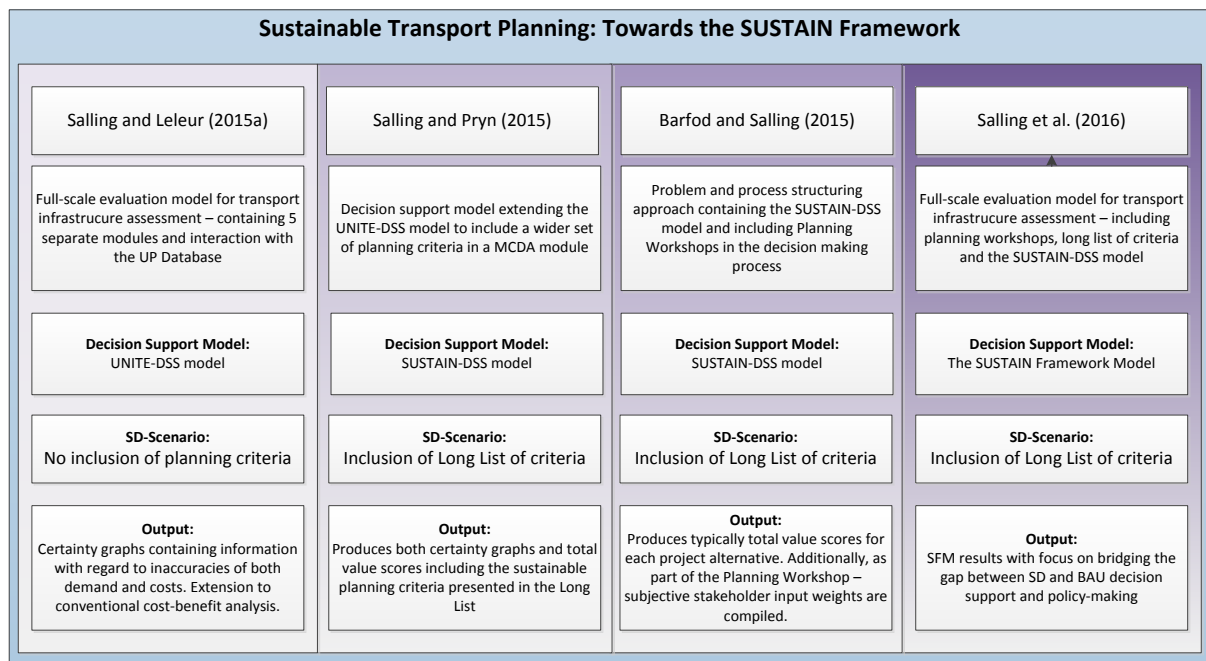 Sustainable Transport Planning: Towards the SUSTAIN Framework
Salling and Leleur (2015a)
Full-scale evaluation model for transport
infrastrucure assessment – containing 5
separate modules and interaction with
the UP Database
Decision Support Model:
UNITE-DSS model
SD-Scenario:
No inclusion of planning criteria
Output:
Certainty graphs containing information
with regard to inaccuracies of both
demand and costs. Extension to
conventional cost-benefit analysis.
Salling and Pryn (2015)
Decision support model extending the
UNITE-DSS model to include a wider set
of planning criteria in a MCDA module
Decision Support Model:
SUSTAIN-DSS model
SD-Scenario:
Inclusion of Long List of criteria
Output:
Produces both certainty graphs and total
value scores including the sustainable
planning criteria presented in the Long
List
Barfod and Salling (2015)
Problem and process structuring
approach containing the SUSTAIN-DSS
model and including Planning
Workshops in the decision making
process
Decision Support Model:
SUSTAIN-DSS model
SD-Scenario:
Inclusion of Long List of criteria
Output:
Produces typically total value scores for
each project alternative. Additionally, as
part of the Planning Workshop –
subjective stakeholder input weights are
compiled.
Salling et al. (2016)
Full-scale evaluation model for transport
infrastrucure assessment – including
planning workshops, long list of criteria
and the SUSTAIN-DSS model
Decision Support Model:
The SUSTAIN Framework Model
SD-Scenario:
Inclusion of Long List of criteria
Output:
SFM results with focus on bridging the
gap between SD and BAU decision
support and policy-making